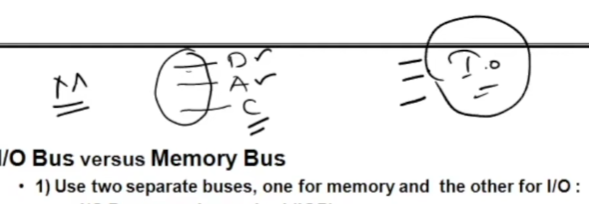 D
A
C
I.O
I/O Bus versus Memory Bus
• 1) Use two separate buses, one for memory and the other for I/O :